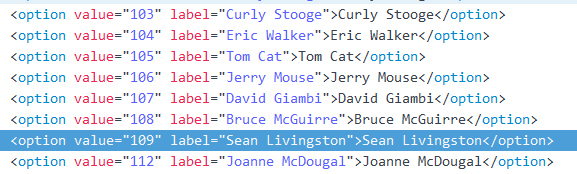 <option value="103" label="Curly Stooge">Curly Stooge</option>
<option value="104" label="Eric Walker">Eric Walker</option>
<option value="105" label="Tom Cat">Tom Cat</option>
<option value="106" label="Jerry Mouse">Jerry Mouse</option>
<option value="107" label="David Giambi">David Giambi</option>
<option value="108" label="Bruce McGuirre">Bruce McGuirre</option>
<option value="109" label="Sean Livingston">Sean Livingston</option>
<option value="112" label="Joanne McDougal">Joanne McDougal</option>